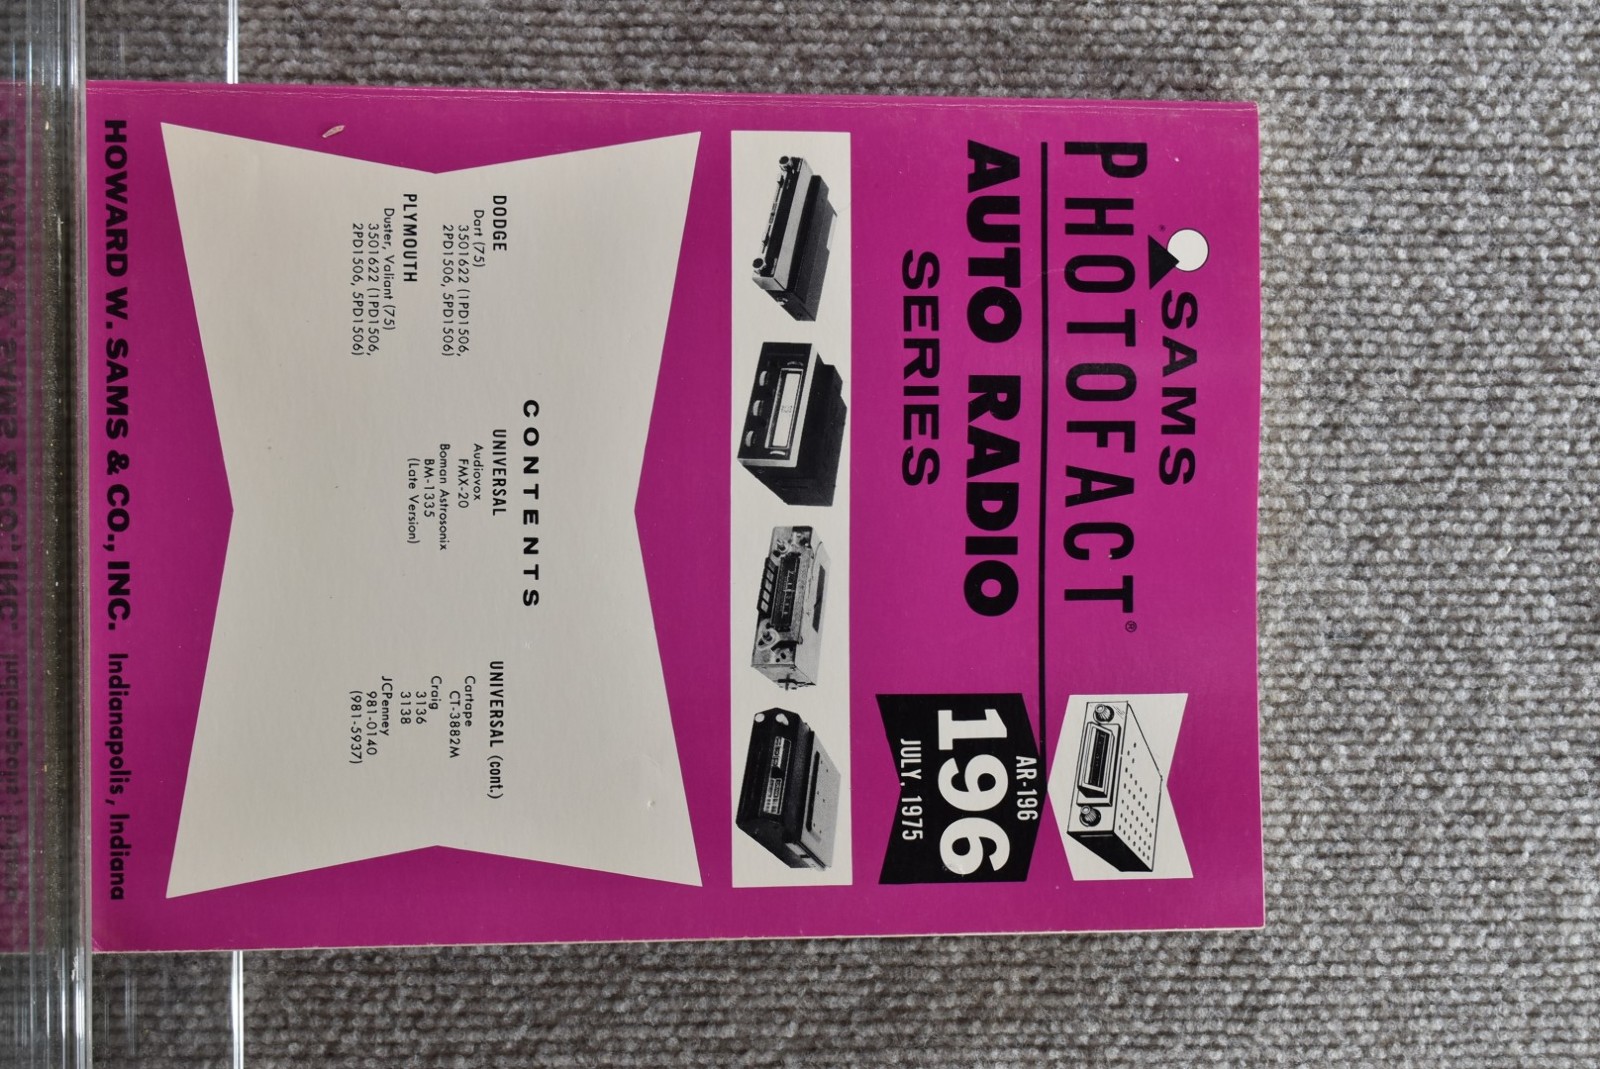 SAMS
PHOTOFACT®
AUTO RADIO
SERIES
AR-196
196
JULY, 1975
CONTENTS
DODGE
Dart (75)
3501622 (1PD1506,
2PD1506, 5PD1506)
PLYMOUTH
Duster, Valiant (75)
3501622 (1PD1506,
2PD1506, 5PD1506)
UNIVERSAL
Audiovox
FMX-20
Boman Astrosonix
BM-1335
(Late Version)
UNIVERSAL (cont.)
Cartape
CT-3882M
Craig
3136
3138
JCPenney
981-0140
(981-5937)
HOWARD W. SAMS & CO., INC. Indianapolis, Indiana